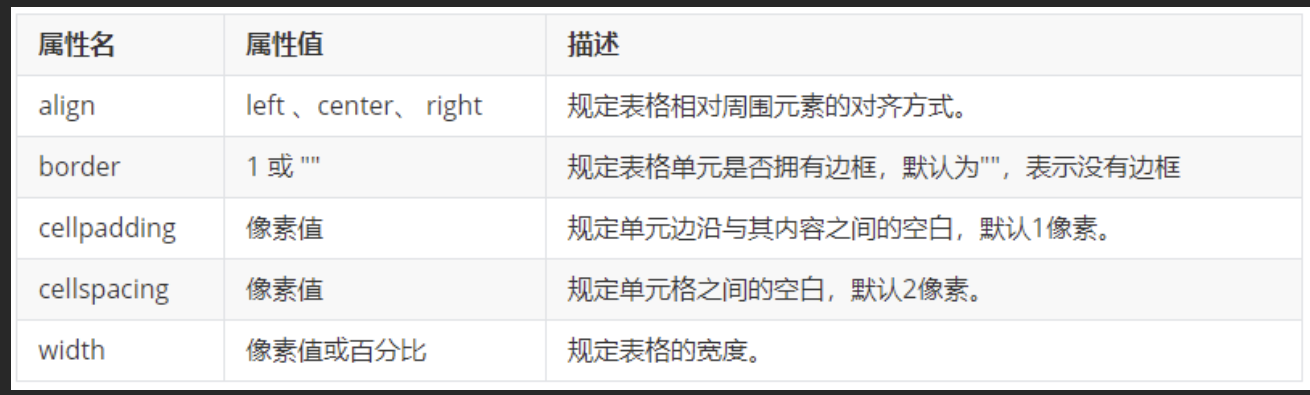 属性名 属性值 描述
align left 、center、 right 规定表格相对周围元素的对齐方式。
border 1 或 "" 规定表格单元是否拥有边框，默认为""，表示没有边框
cellpadding 像素值 规定单元边沿与其内容之间的空白，默认1像素。
cellspacing 像素值 规定单元格之间的空白，默认2像素。
width 像素值或百分比 规定表格的宽度。